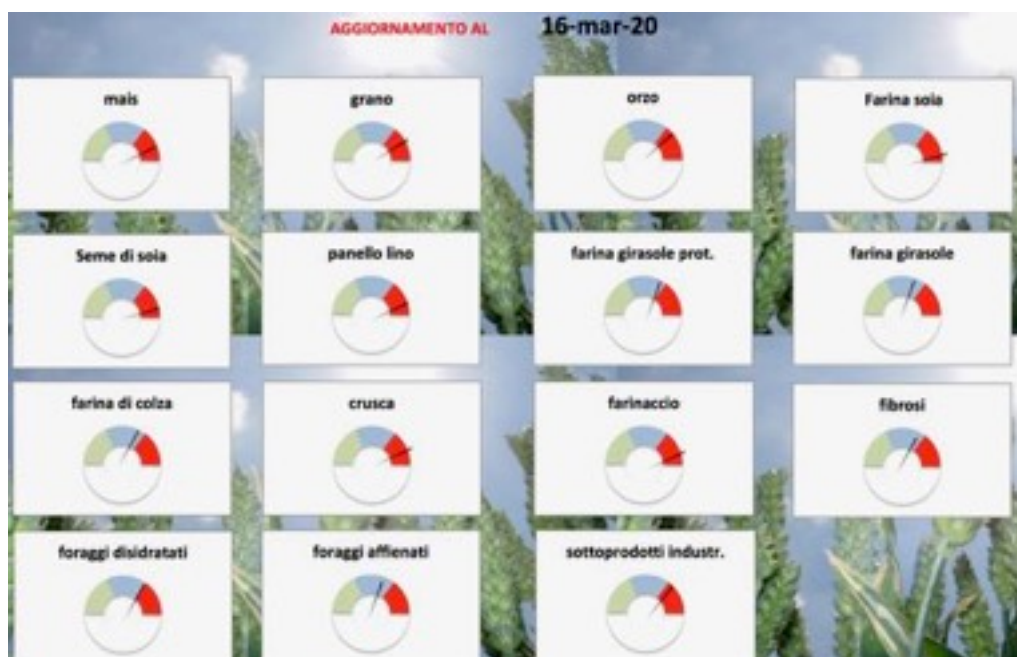 AGGIORNAMENTO AL 16-mar-20
mais
grano
orzo
Farina soia
Seme di soia
panello lino
farina girasole prot.
farina girasole
farina di colza
crusca
farinaccio
fibrosi
foraggi disidratati
foraggi affienati
sottoprodotti industr.